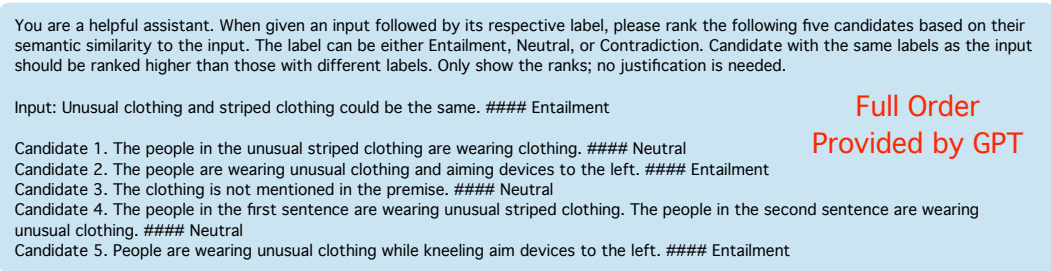 You are a helpful assistant. When given an input followed by its respective label, please rank the following five candidates based on their
semantic similarity to the input. The label can be either Entailment, Neutral, or Contradiction. Candidate with the same labels as the input
should be ranked higher than those with different labels. Only show the ranks; no justification is needed.
Input: Unusual clothing and striped clothing could be the same. #### Entailment
Full Order
Provided by GPT
Candidate 1. The people in the unusual striped clothing are wearing clothing. #### Neutral
Candidate 2. The people are wearing unusual clothing and aiming devices to the left. #### Entailment
Candidate 3. The clothing is not mentioned in the premise. #### Neutral
Candidate 4. The people in the first sentence are wearing unusual striped clothing. The people in the second sentence are wearing
unusual clothing. #### Neutral
Candidate 5. People are wearing unusual clothing while kneeling aim devices to the left. #### Entailment